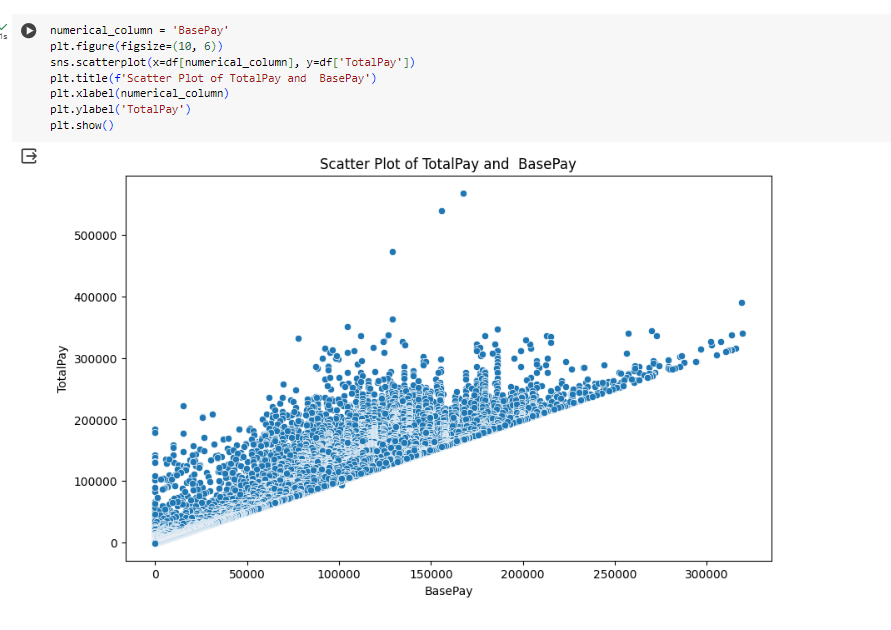 1s
numerical_column = 'BasePay'
plt.figure(figsize=(10, 6))
sns.scatterplot(x=df[numerical_column], y=df['TotalPay'])
plt.title(f'Scatter Plot of TotalPay and  BasePay')
plt.xlabel(numerical_column)
plt.ylabel('TotalPay')
plt.show()
Scatter Plot of TotalPay and  BasePay
500000
400000
300000
200000
100000
0
TotalPay
0 50000 100000 150000 200000 250000 300000
BasePay